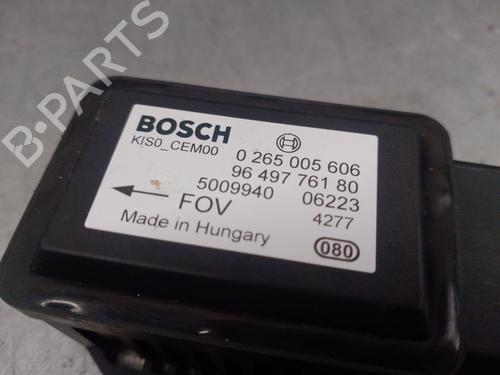 BOSCH
KIS0_CEM00
0 265 005 606
96 497 761 80
5009940 06223
FOV 4277
Made in Hungary
080
B-PARTS